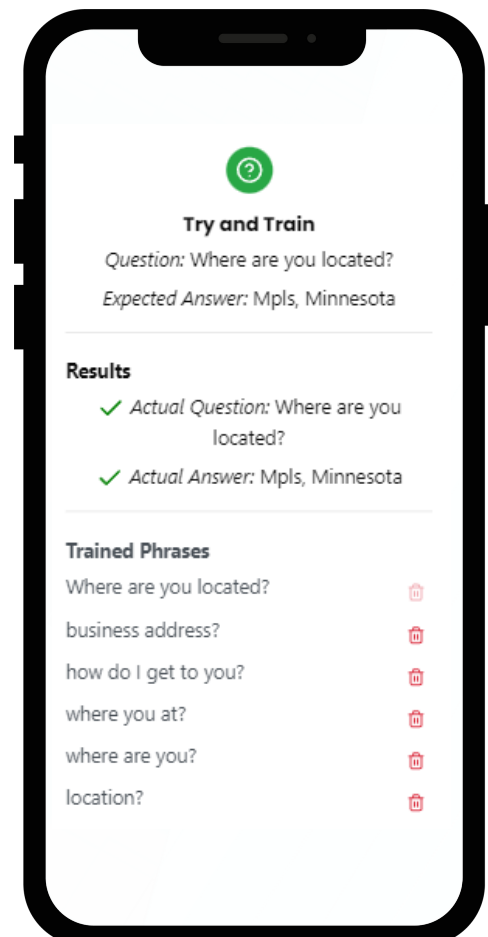 Try and Train
Question: Where are you located?
Expected Answer: Mpls, Minnesota
Results
Actual Question: Where are you
located?
Actual Answer: Mpls, Minnesota
Trained Phrases
Where are you located?
business address?
how do I get to you?
where you at?
where are you?
location?